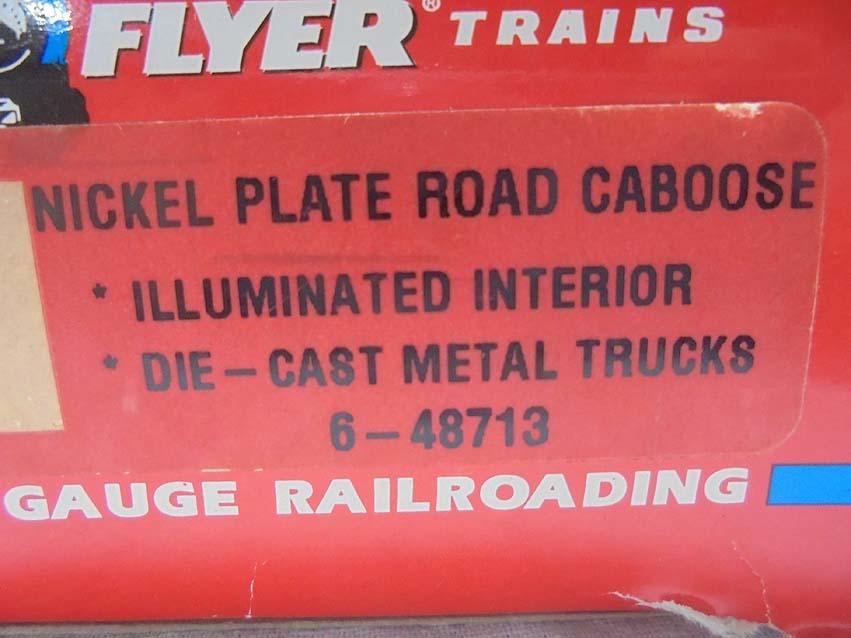 FLYER® TRAINS
NICKEL PLATE ROAD CABOOSE
* ILLUMINATED INTERIOR
* DIE-CAST METAL TRUCKS
6-48713
GAUGE RAILROADING